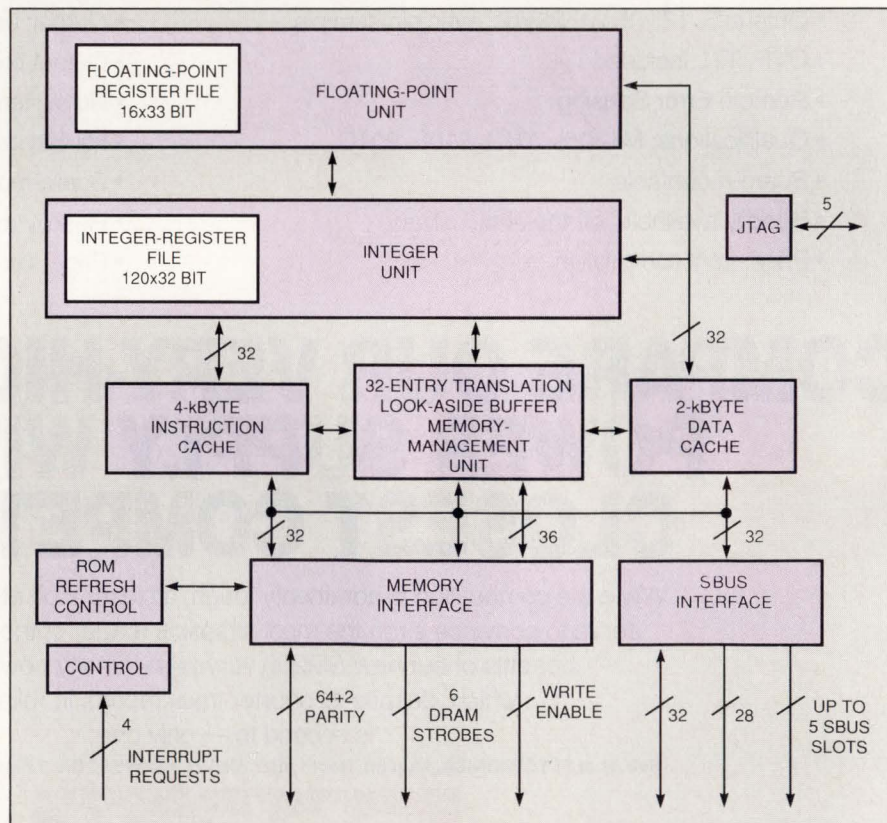 FLOATING-POINT
REGISTER FILE
16x33 BIT
FLOATING-POINT
UNIT
INTEGER-REGISTER
FILE
120x32 BIT
INTEGER
UNIT
JTAG
5
32
32
4-kBYTE
INSTRUCTION
CACHE
32-ENTRY TRANSLATION
LOOK-ASIDE BUFFER
MEMORY-
MANAGEMENT
UNIT
2-kBYTE
DATA
CACHE
32
36
32
ROM
REFRESH
CONTROL
MEMORY
INTERFACE
SBUS
INTERFACE
CONTROL
4
INTERRUPT
REQUESTS
64+2
PARITY
6
DRAM
STROBES
WRITE
ENABLE
32
28
UP TO
5 SBUS
SLOTS